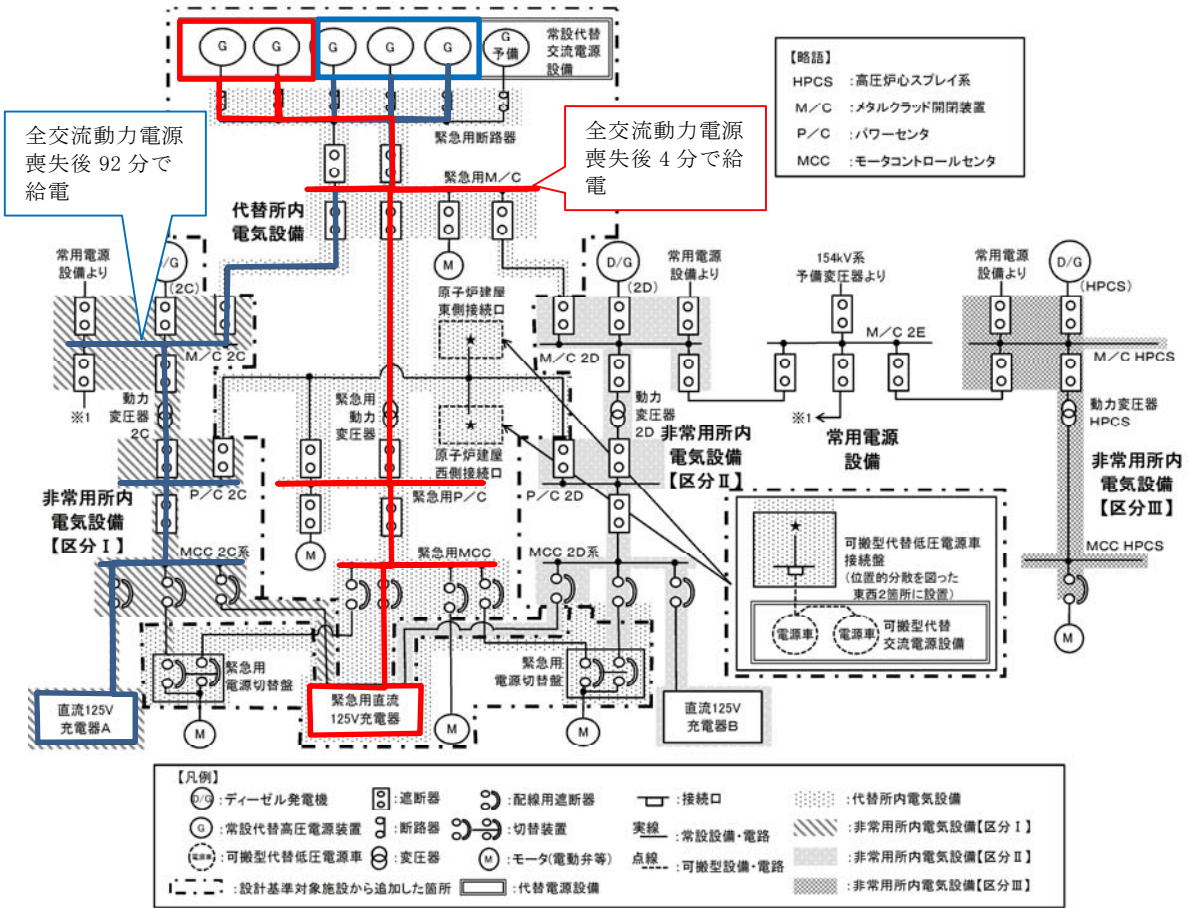 G
G
G
G
G
G
予備
常設代替
交流電源
設備
【略語】
HPCS :高圧炉心スプレイ系
M/C :メタルクラッド開閉装置
P/C :パワーセンタ
MCC :モータコントロールセンタ
全交流動力電源
喪失後 92 分で
給電
全交流動力電源
喪失後 4 分で給
電
緊急用断路器
緊急用M/C
代替所内
電気設備
常用電源
設備より
D/G
(2C)
M
原子炉建屋
東側接続口
D/G
(2D)
常用電源
設備より
154kV系
予備変圧器より
常用電源
設備より
D/G
(HPCS)
M/C 2C
M/C 2D
M/C 2E
M/C HPCS
※1
動力
変圧器
2C
緊急用
動力
変圧器
原子炉建屋
西側接続口
動力
変圧器
2D
※1
常用電源
設備
動力変圧器
HPCS
非常用所内
電気設備
【区分Ⅱ】
非常用所内
電気設備
【区分Ⅲ】
P/C 2C
緊急用P/C
P/C 2D
非常用所内
電気設備
【区分Ⅰ】
M
MCC 2C系
緊急用MCC
MCC 2D系
MCC HPCS
可搬型代替低圧電源車
接続盤
(位置的分散を図った
東西2箇所に設置)
電源車
電源車
可搬型代替
交流電源設備
M
緊急用
電源切替盤
緊急用
電源切替盤
直流125V
充電器A
M
緊急用直流
125V充電器
M
M
直流125V
充電器B
【凡例】
D/G :ディーゼル発電機
:遮断器
:配線用遮断器
:接続口
:代替所内電気設備
G :常設代替高圧電源装置
:断路器
:切替装置
実線 :常設設備・電路
:非常用所内電気設備【区分Ⅰ】
電源車 :可搬型代替低圧電源車
:変圧器
M :モータ(電動弁等)
点線 :可搬型設備・電路
:非常用所内電気設備【区分Ⅱ】
:設計基準対象施設から追加した箇所
:代替電源設備
:非常用所内電気設備【区分Ⅲ】